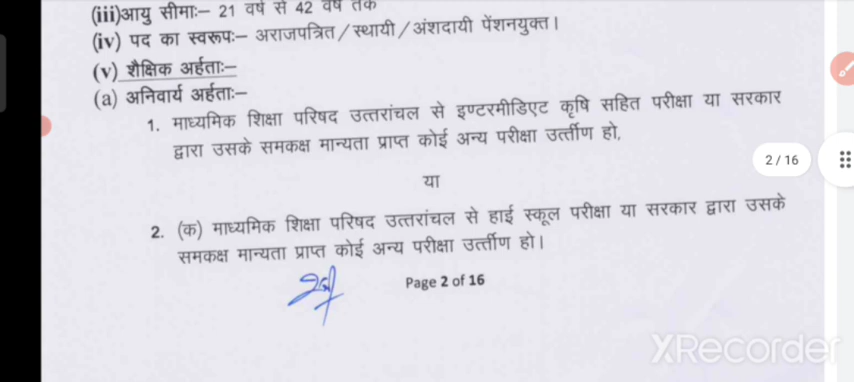 (iii)आयु सीमाः– 21 वर्ष से 42 वर्ष तक
(iv) पद का स्वरूपः– अराजपत्रित/स्थायी/अंशदायी पेंशनयुक्त।
(v) शैक्षिक अर्हताः–
(a) अनिवार्य अर्हताः–
1. माध्यमिक शिक्षा परिषद उत्तरांचल से इण्टरमीडिएट कृषि सहित परीक्षा या सरकार
द्वारा उसके समकक्ष मान्यता प्राप्त कोई अन्य परीक्षा उर्त्तीण हो,
2 / 16
या
2. (क) माध्यमिक शिक्षा परिषद उत्तरांचल से हाई स्कूल परीक्षा या सरकार द्वारा उसके
समकक्ष मान्यता प्राप्त कोई अन्य परीक्षा उर्त्तीण हो।
Page 2 of 16
XRecorder